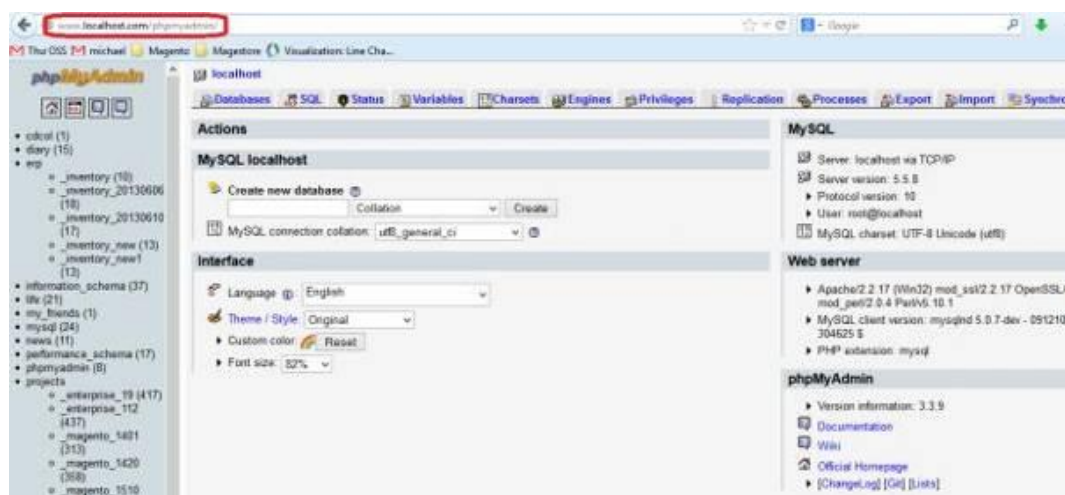 www.localhost.com/phpmyadmin/
Google
Thu OSS michael Magento Magestore Visualization: Line Cha...
phpMyAdmin
cdcol (1)
diary (15)
erp
_inventory (10)
_inventory_20130606
(18)
_inventory_20130610
(17)
_inventory_new (13)
_inventory_new1
(13)
information_schema (37)
life (21)
my_friends (1)
mysql (24)
news (11)
performance_schema (17)
phpmyadmin (8)
projects
_enterprise_19 (417)
_enterprise_112
(437)
_magento_1401
(313)
_magento_1420
(358)
_magento_1510
localhost
Databases SQL Status Variables Charsets Engines Privileges Replication Processes Export Import Synchro
Actions
MySQL localhost
Create new database
Collation Create
MySQL connection collation: utf8_general_ci
Interface
Language: English
Theme / Style: Original
Custom color: Reset
Font size: 82%
MySQL
Server: localhost via TCP/IP
Server version: 5.5.8
Protocol version: 10
User: root@localhost
MySQL charset: UTF-8 Unicode (utf8)
Web server
Apache/2.2.17 (Win32) mod_ssl/2.2.17 OpenSSL/
mod_perl/2.0.4 Perl/v5.10.1
MySQL client version: mysqlnd 5.0.7-dev - 091210
304625 $
PHP extension: mysql
phpMyAdmin
Version information: 3.3.9
Documentation
Wiki
Official Homepage
[ChangeLog] [Git] [Lists]